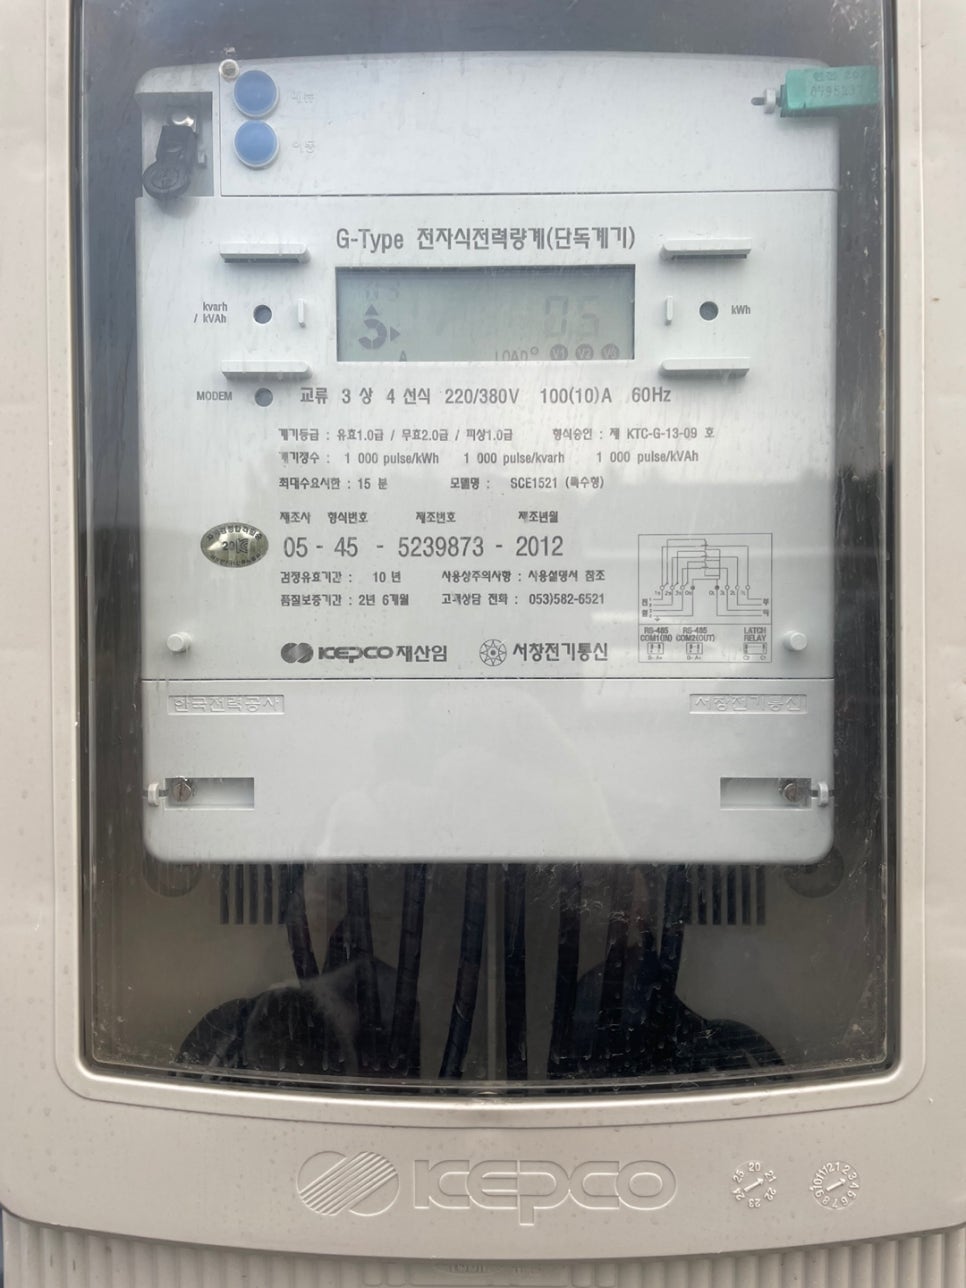 G-Type 전자식전력량계(단독계기)
kvarh / kVAh
05
kWh
A LOAD V1 V2 V3
MODEM
교류 3 상 4 선식 220/380V 100(10)A 60Hz
계기등급 : 유효1.0급 / 무효2.0급 / 피상1.0급 형식승인 : 제 KTC-G-13-09 호
계기정수 : 1 000 pulse/kWh 1 000 pulse/kvarh 1 000 pulse/kVAh
최대수요시한 : 15 분 모델명 : SCE1521 (특수형)
제조사 형식번호 제조번호 제조년월
05 - 45 - 5239873 - 2012
검정유효기간 : 10 년 사용상주의사항 : 사용설명서 참조
품질보증기간 : 2년 6개월 고객상담 전화 : 053)582-6521
RS-485 COM1(IN) RS-485 COM2(OUT) LATCH RELAY
KEPCO 재산임 서창전기통신
한국전력공사 서창전기통신
KEPCO